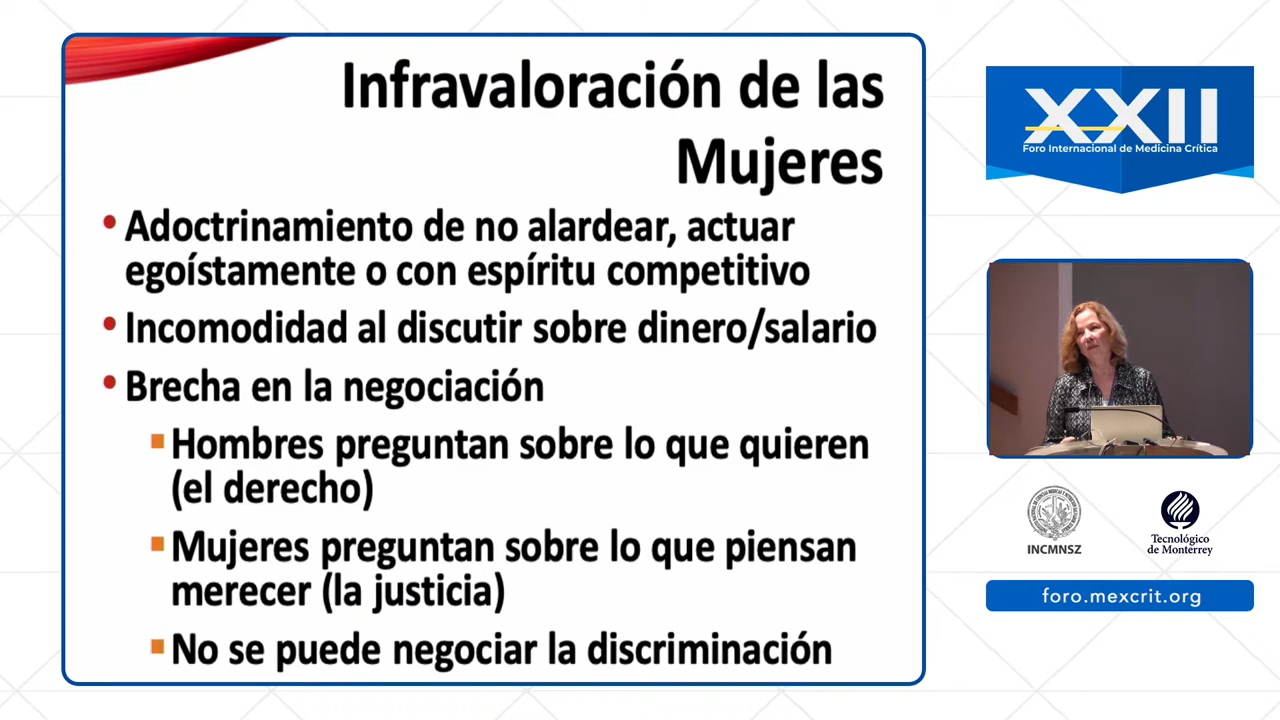 Infravaloración de las
Mujeres
• Adoctrinamiento de no alardear, actuar
egoístamente o con espíritu competitivo
• Incomodidad al discutir sobre dinero/salario
• Brecha en la negociación
Hombres preguntan sobre lo que quieren
(el derecho)
Mujeres preguntan sobre lo que piensan
merecer (la justicia)
No se puede negociar la discriminación
XXII
Foro Internacional de Medicina Crítica
INCMNSZ
Tecnológico
de Monterrey
foro.mexcrit.org